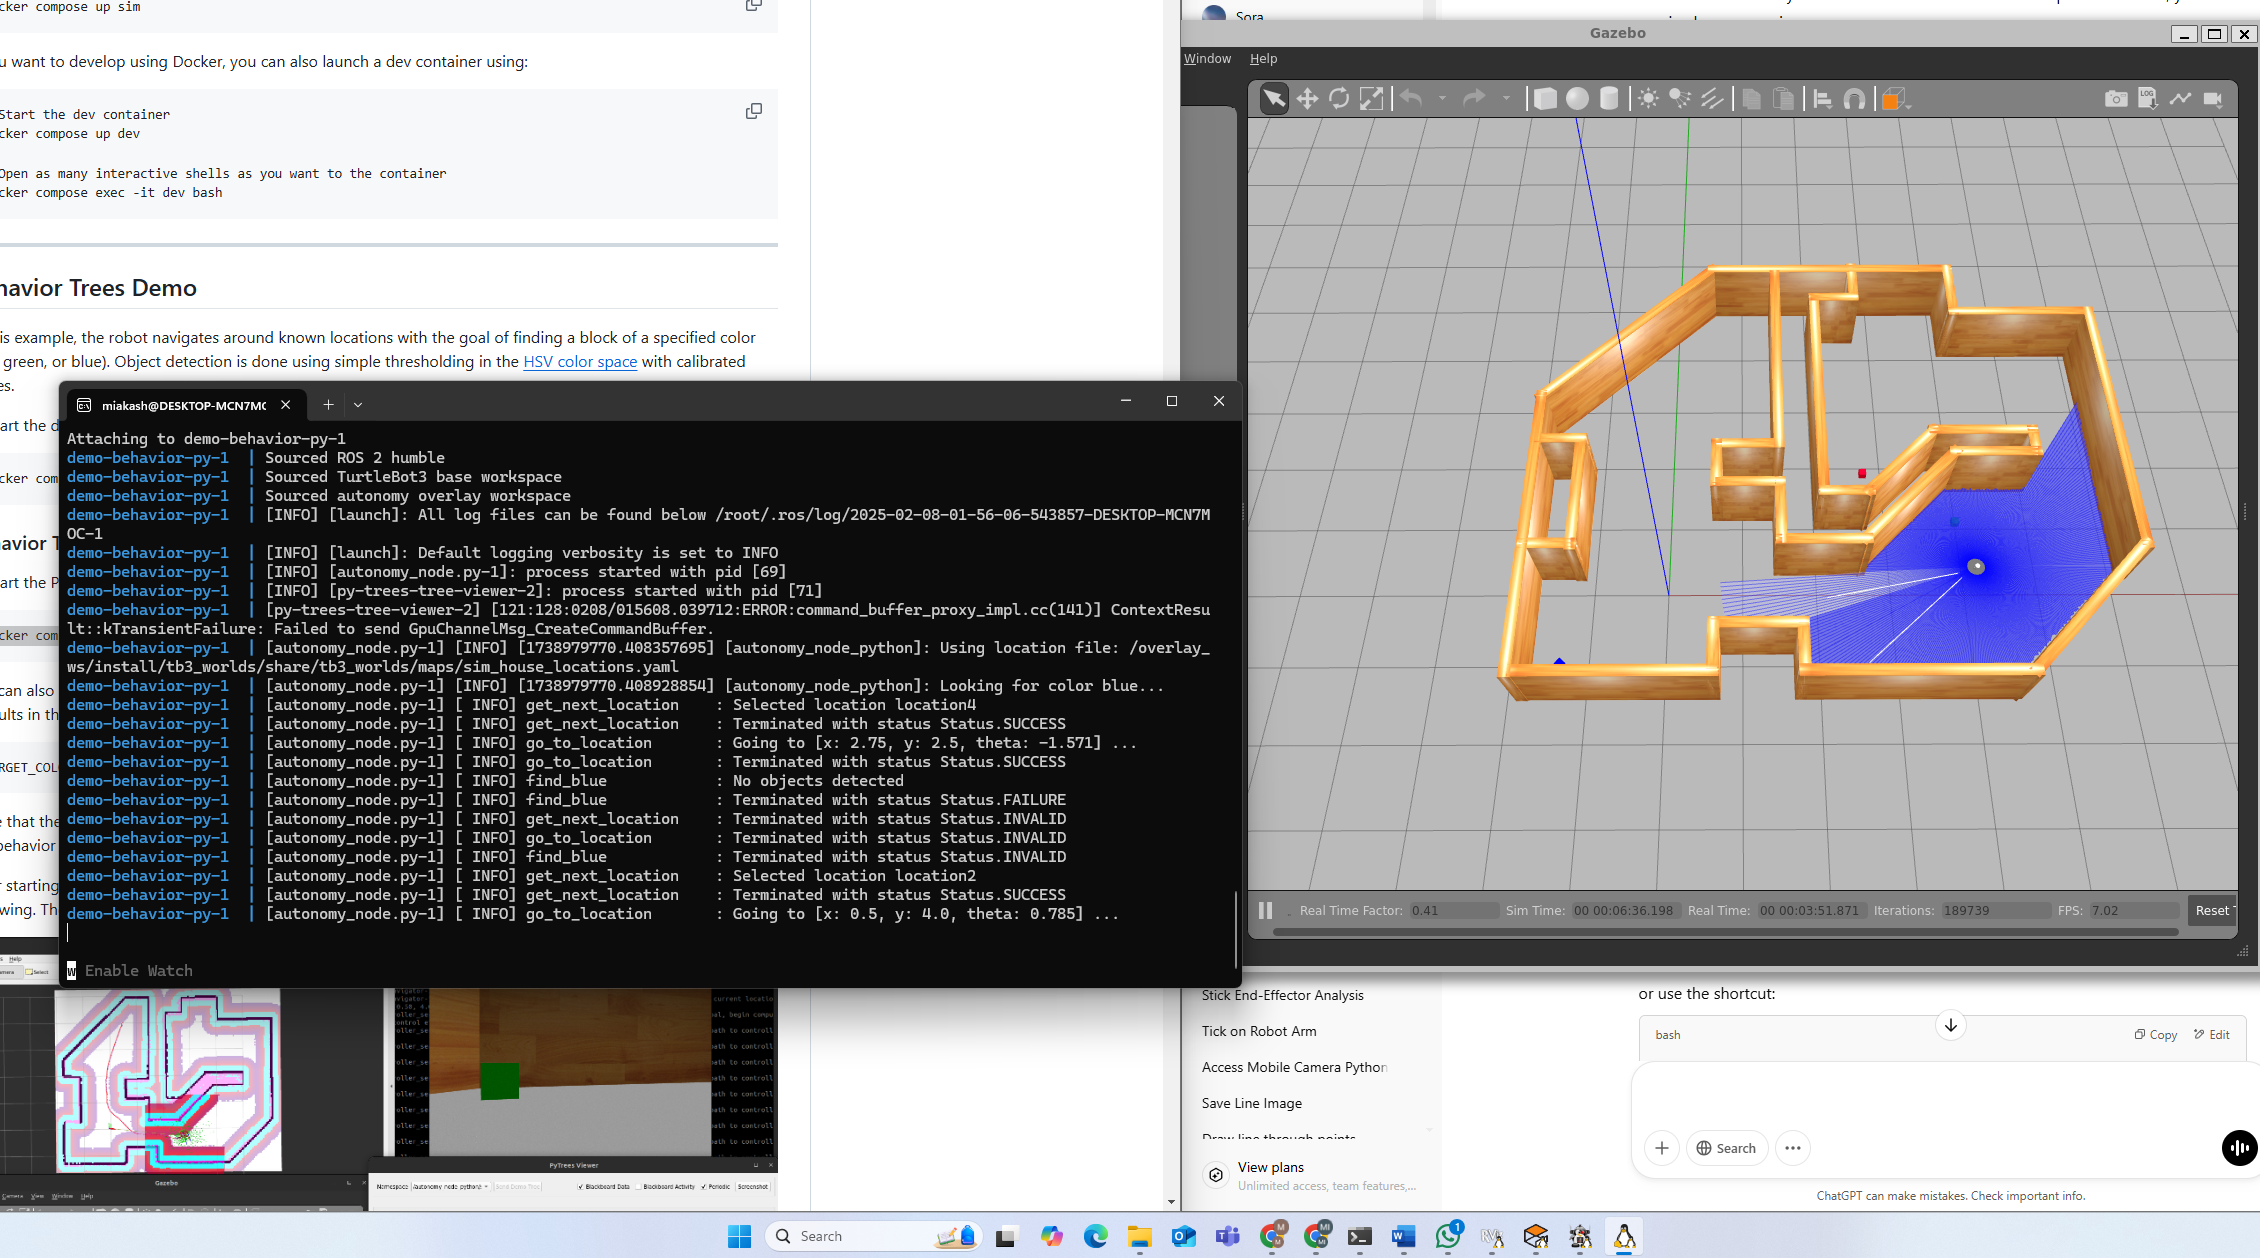 cker compose up sim
u want to develop using Docker, you can also launch a dev container using:
Start the dev container
cker compose up dev
Open as many interactive shells as you want to the container
cker compose exec -it dev bash
havior Trees Demo
is example, the robot navigates around known locations with the goal of finding a block of a specified color
green, or blue). Object detection is done using simple thresholding in the HSV color space with calibrated
es.
art the d
cker com
avior T
art the P
cker com
can also
ults in th
RGET_COL
e that the
behavior
r starting
wing. Th
miakash@DESKTOP-MCN7MC
Attaching to demo-behavior-py-1
demo-behavior-py-1 | Sourced ROS 2 humble
demo-behavior-py-1 | Sourced TurtleBot3 base workspace
demo-behavior-py-1 | Sourced autonomy overlay workspace
demo-behavior-py-1 | [INFO] [launch]: All log files can be found below /root/.ros/log/2025-02-08-01-56-06-543857-DESKTOP-MCN7M
OC-1
demo-behavior-py-1 | [INFO] [launch]: Default logging verbosity is set to INFO
demo-behavior-py-1 | [INFO] [autonomy_node.py-1]: process started with pid [69]
demo-behavior-py-1 | [INFO] [py-trees-tree-viewer-2]: process started with pid [71]
demo-behavior-py-1 | [py-trees-tree-viewer-2] [121:128:0208/015608.039712:ERROR:command_buffer_proxy_impl.cc(141)] ContextResu
lt::kTransientFailure: Failed to send GpuChannelMsg_CreateCommandBuffer.
demo-behavior-py-1 | [autonomy_node.py-1] [INFO] [1738979770.408357695] [autonomy_node_python]: Using location file: /overlay_
ws/install/tb3_worlds/share/tb3_worlds/maps/sim_house_locations.yaml
demo-behavior-py-1 | [autonomy_node.py-1] [INFO] [1738979770.408928854] [autonomy_node_python]: Looking for color blue...
demo-behavior-py-1 | [autonomy_node.py-1] [ INFO] get_next_location : Selected location location4
demo-behavior-py-1 | [autonomy_node.py-1] [ INFO] get_next_location : Terminated with status Status.SUCCESS
demo-behavior-py-1 | [autonomy_node.py-1] [ INFO] go_to_location : Going to [x: 2.75, y: 2.5, theta: -1.571] ...
demo-behavior-py-1 | [autonomy_node.py-1] [ INFO] go_to_location : Terminated with status Status.SUCCESS
demo-behavior-py-1 | [autonomy_node.py-1] [ INFO] find_blue : No objects detected
demo-behavior-py-1 | [autonomy_node.py-1] [ INFO] find_blue : Terminated with status Status.FAILURE
demo-behavior-py-1 | [autonomy_node.py-1] [ INFO] get_next_location : Terminated with status Status.INVALID
demo-behavior-py-1 | [autonomy_node.py-1] [ INFO] go_to_location : Terminated with status Status.INVALID
demo-behavior-py-1 | [autonomy_node.py-1] [ INFO] find_blue : Terminated with status Status.INVALID
demo-behavior-py-1 | [autonomy_node.py-1] [ INFO] get_next_location : Selected location location2
demo-behavior-py-1 | [autonomy_node.py-1] [ INFO] get_next_location : Terminated with status Status.SUCCESS
demo-behavior-py-1 | [autonomy_node.py-1] [ INFO] go_to_location : Going to [x: 0.5, y: 4.0, theta: 0.785] ...
w Enable Watch
PyTrees Viewer
Namespace
Blackboard Data Blackboard Activity Periodic Screenshot
Gazebo
Camera View Window Help
Sora
Gazebo
Window Help
LOG
Real Time Factor: 0.41 Sim Time: 00 00:06:36.198 Real Time: 00 00:03:51.871 Iterations: 189739 FPS: 7.02 Reset T
Stick End-Effector Analysis
Tick on Robot Arm
Access Mobile Camera Python
Save Line Image
Draw line through points
View plans
Unlimited access, team features,...
or use the shortcut:
bash Copy Edit
Search
ChatGPT can make mistakes. Check important info.
Search
1